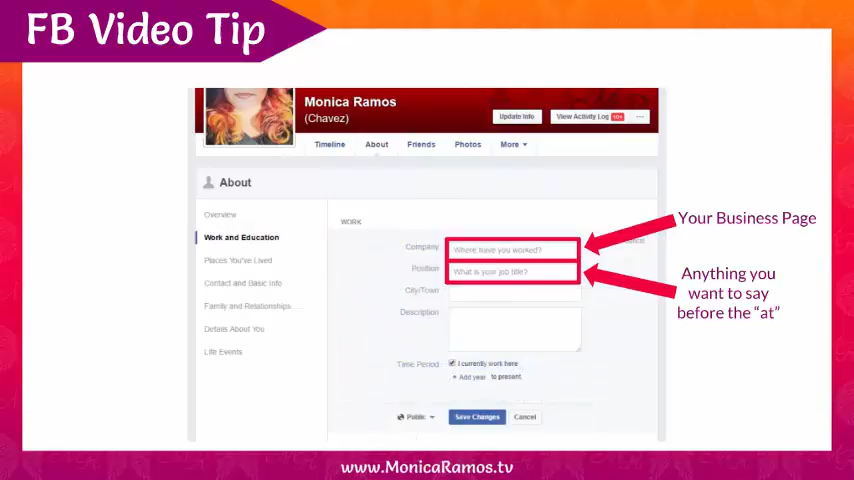 FB Video Tip
Monica Ramos
(Chavez)
Update Info
View Activity Log 10+ ...
Timeline About Friends Photos More
About
Overview
Work and Education
Places You've Lived
Contact and Basic Info
Family and Relationships
Details About You
Life Events
WORK
Company Where have you worked?
Position What is your job title?
City/Town
Description
Time Period I currently work here
+ Add year to present.
Public
Save Changes
Cancel
Your Business Page
Anything you
want to say
before the “at”
www.MonicaRamos.tv